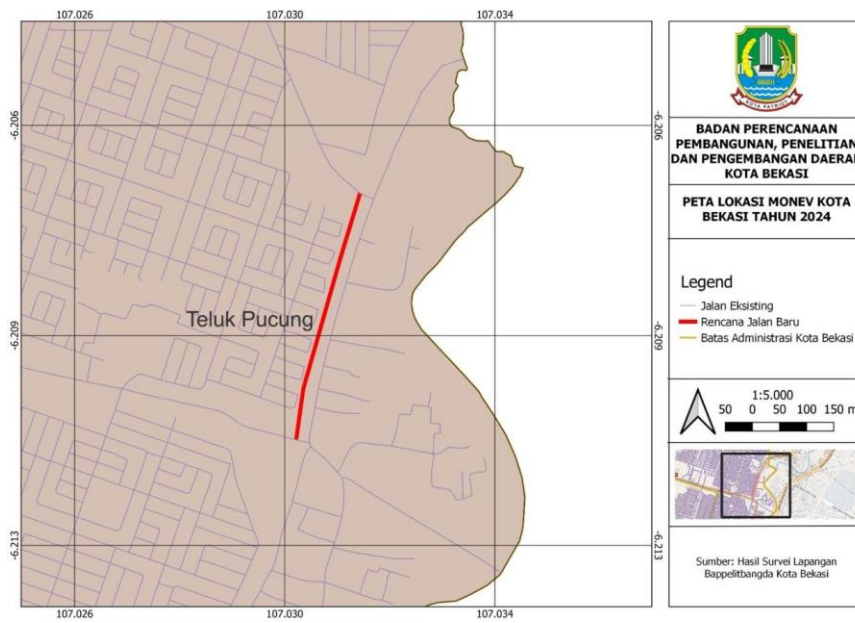 107.026
107.030
107.034
-6.206
-6.209
-6.213
Teluk Pucung
-6.206
-6.209
-6.213
107.026
107.030
107.034
KOTA PATRIOT
BADAN PERENCANAAN
PEMBANGUNAN, PENELITIAN
DAN PENGEMBANGAN DAERAH
KOTA BEKASI
PETA LOKASI MONEV KOTA
BEKASI TAHUN 2024
Legend
Jalan Eksisting
Rencana Jalan Baru
Batas Administrasi Kota Bekasi
1:5.000
50 0 50 100 150 m
Sumber: Hasil Survei Lapangan
Bappelitbangda Kota Bekasi